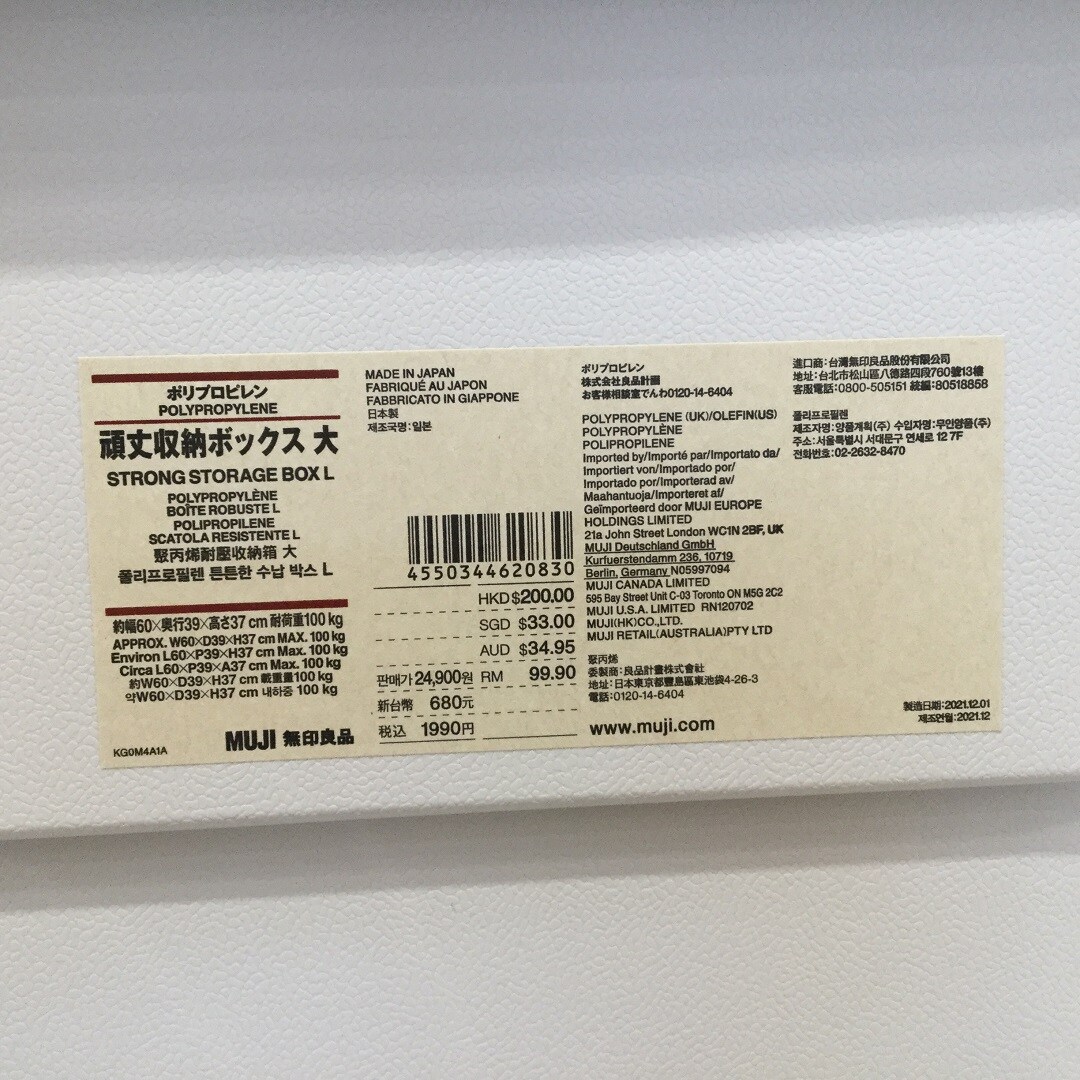 ポリプロピレン
POLYPROPYLENE
頑丈収納ボックス 大
STRONG STORAGE BOX L
POLYPROPYLÈNE
BOÎTE ROBUSTE L
POLIPROPILENE
SCATOLA RESISTENTE L
聚丙烯耐壓收納箱 大
폴리프로필렌 튼튼한 수납 박스 L
約幅60×奥行39×高さ37 cm 耐荷重100 kg
APPROX. W60×D39×H37 cm MAX. 100 kg
Environ L60×P39×H37 cm Max. 100 kg
Circa L60×P39×A37 cm Max. 100 kg
約W60×D39×H37 cm 載重量100 kg
약W60×D39×H37 cm 내하중 100 kg
KG0M4A1A
MUJI 無印良品
MADE IN JAPAN
FABRIQUÉ AU JAPON
FABBRICATO IN GIAPPONE
日本製
제조국명:일본
4550344620830
HKD $200.00
SGD $33.00
AUD $34.95
판매가 24,900원 RM 99.90
新台幣 680元
税込 1990円
ポリプロピレン
株式会社良品計画
お客様相談室でんわ0120-14-6404
POLYPROPYLENE (UK)/OLEFIN(US)
POLYPROPYLÈNE
POLIPROPILENE
Imported by/Importé par/Importato da/
Importiert von/Importado por/
Importado por/Importerad av/
Maahantuoja/Importeret af/
Geïmporteerd door MUJI EUROPE
HOLDINGS LIMITED
21a John Street London WC1N 2BF, UK
MUJI Deutschland GmbH
Kurfuerstendamm 236, 10719
Berlin, Germany N05997094
MUJI CANADA LIMITED
595 Bay Street Unit C-03 Toronto ON M5G 2C2
MUJI U.S.A. LIMITED RN120702
MUJI(HK)CO.,LTD.
MUJI RETAIL(AUSTRALIA)PTY LTD
聚丙烯
委製商:良品計畫株式會社
地址:日本東京都豐島區東池袋4-26-3
電話:0120-14-6404
www.muji.com
進口商:台灣無印良品股份有限公司
地址:台北市松山區八德路四段760號13樓
客服電話:0800-505151 統編:80518858
폴리프로필렌
제조자명:양품계획(주) 수입자명:무인양품(주)
주소:서울특별시 서대문구 연세로 12 7F
전화번호:02-2632-8470
製造日期:2021.12.01
제조연월:2021.12